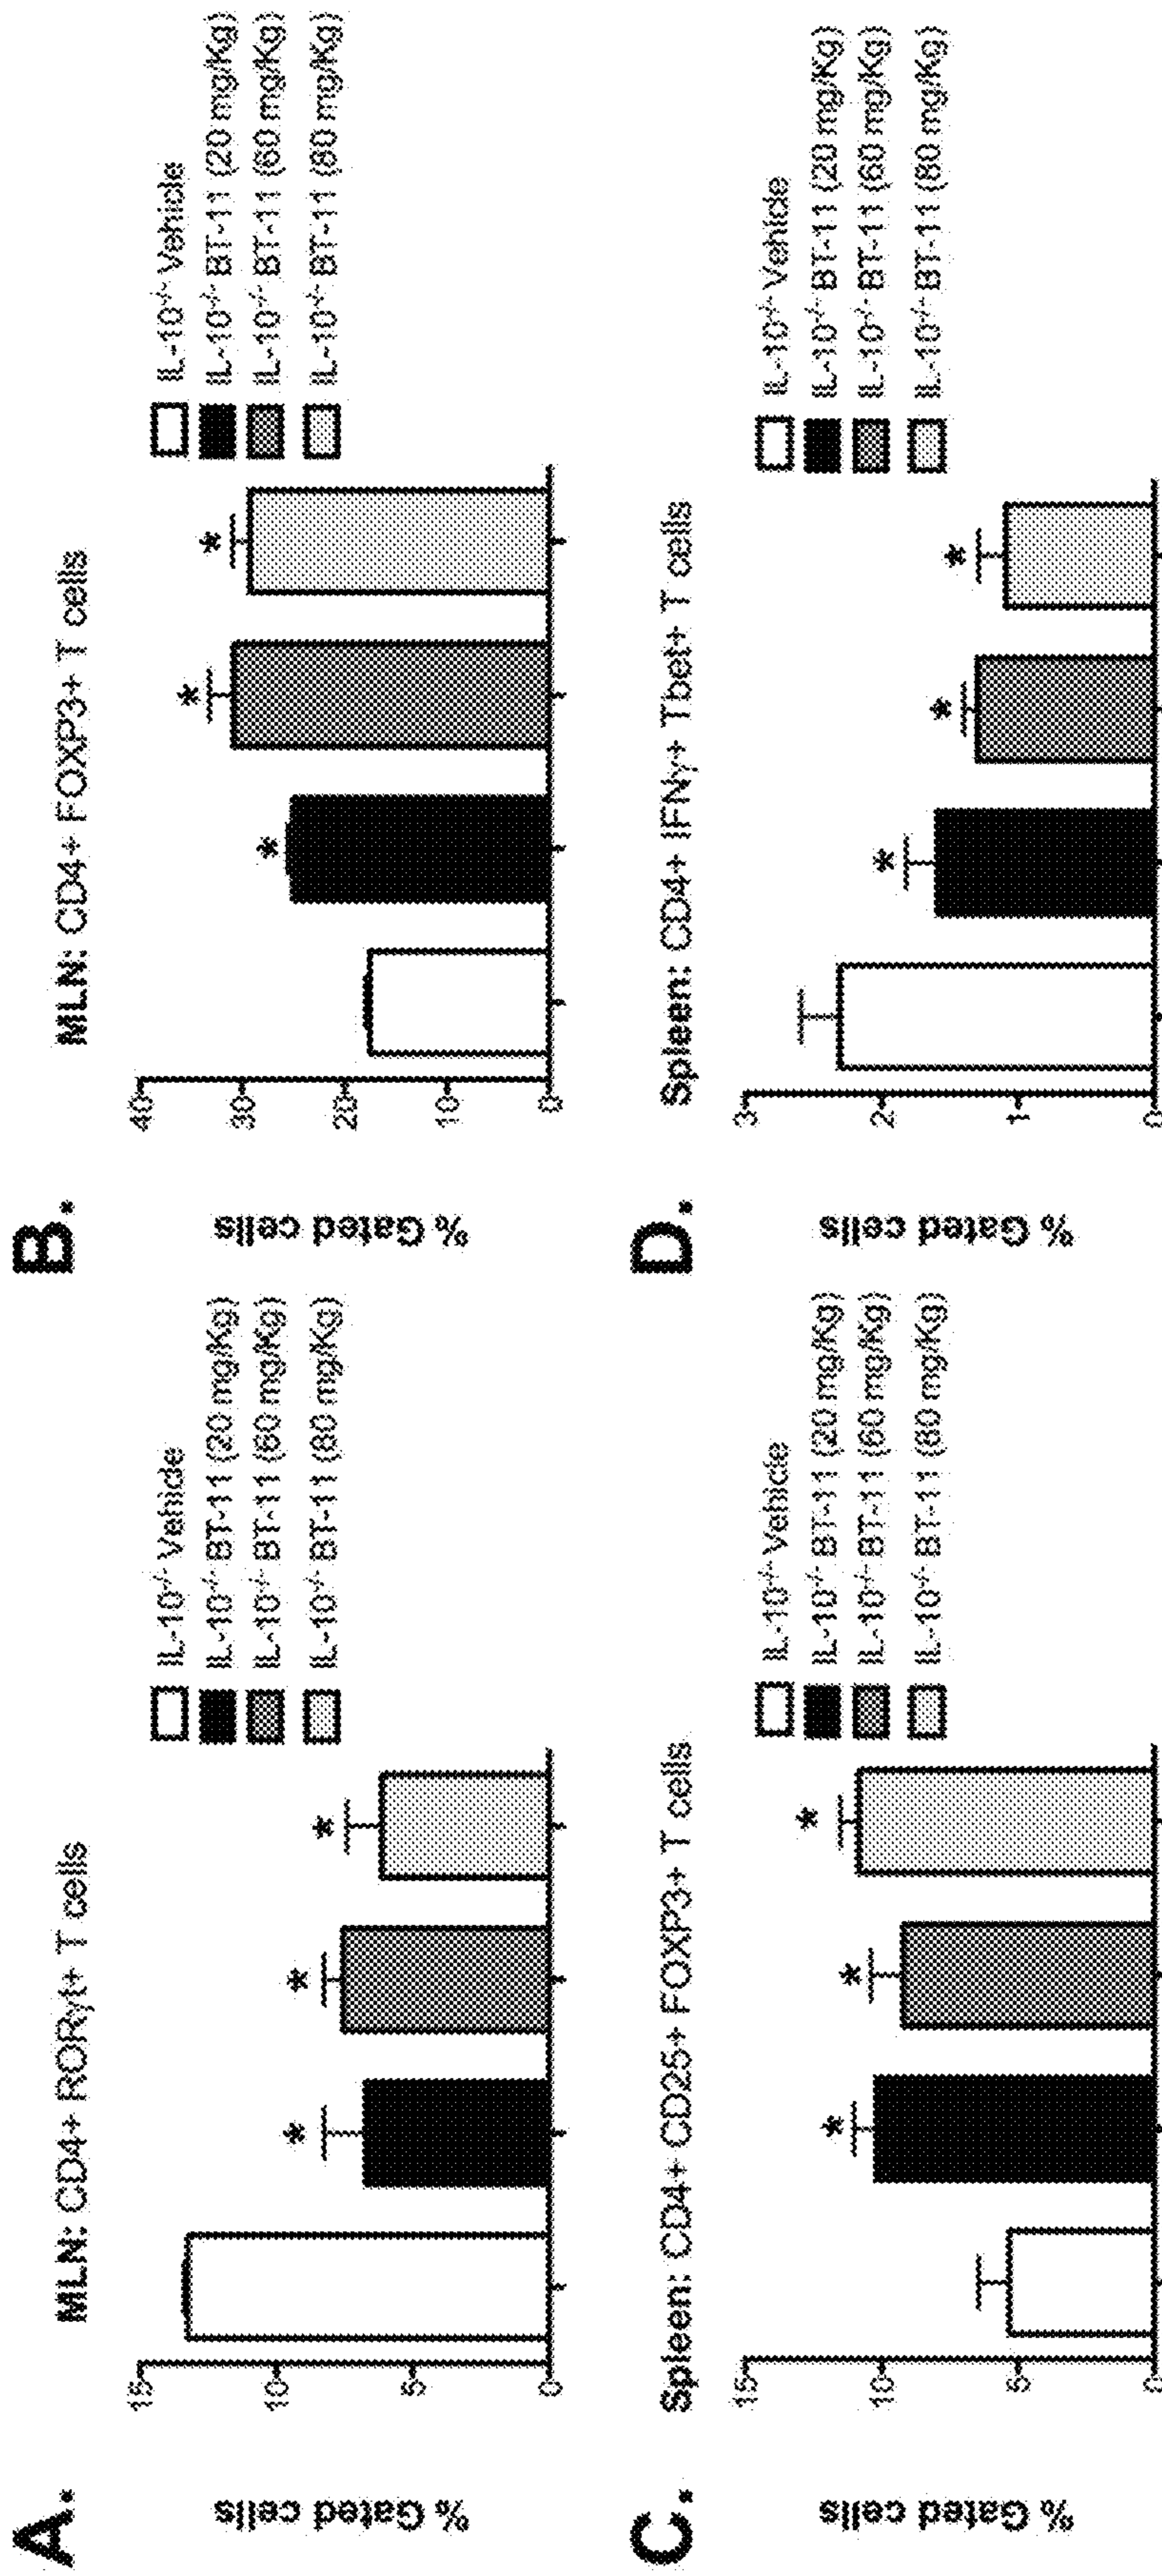 A.
MLN: CD4+ RORγt+ T cells
% Gated cells
15
10
5
0
IL-10-/- Vehicle
IL-10-/- BT-11 (20 mg/Kg)
IL-10-/- BT-11 (60 mg/Kg)
IL-10-/- BT-11 (80 mg/Kg)
* * *
B.
MLN: CD4+ FOXP3+ T cells
% Gated cells
40
30
20
10
0
IL-10-/- Vehicle
IL-10-/- BT-11 (20 mg/Kg)
IL-10-/- BT-11 (60 mg/Kg)
IL-10-/- BT-11 (80 mg/Kg)
* * *
C.
Spleen: CD4+ CD25+ FOXP3+ T cells
% Gated cells
15
10
5
0
IL-10-/- Vehicle
IL-10-/- BT-11 (20 mg/Kg)
IL-10-/- BT-11 (60 mg/Kg)
IL-10-/- BT-11 (80 mg/Kg)
* * *
D.
Spleen: CD4+ IFNγ+ Tbet+ T cells
% Gated cells
3
2
1
0
IL-10-/- Vehicle
IL-10-/- BT-11 (20 mg/Kg)
IL-10-/- BT-11 (60 mg/Kg)
IL-10-/- BT-11 (80 mg/Kg)
* * *